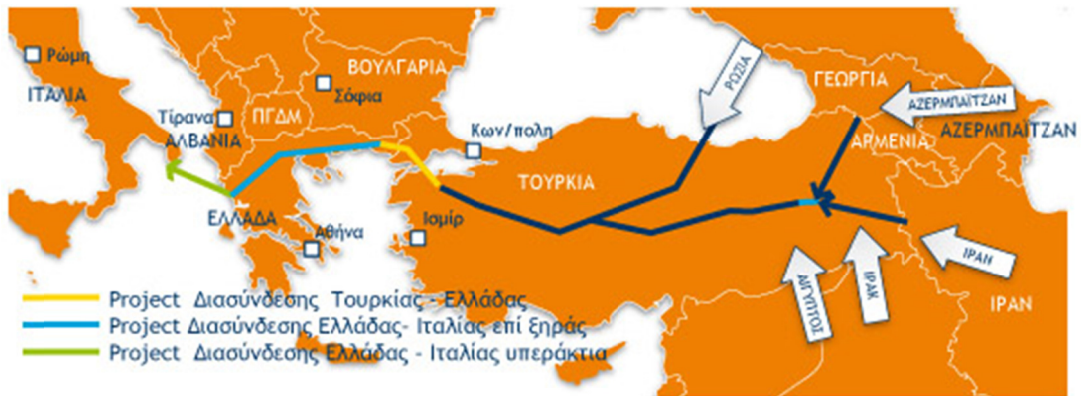 Ρώμη
ΙΤΑΛΙΑ
ΒΟΥΛΓΑΡΙΑ
Σόφια
Τίρανα
ΠΓΔΜ
ΑΛΒΑΝΙΑ
Κων/πολη
ΡΩΣΙΑ
ΓΕΩΡΓΙΑ
ΑΖΕΡΜΠΑΪΤΖΑΝ
ΑΖΕΡΜΠΑΪΤΖΑΝ
ΑΡΜΕΝΙΑ
ΤΟΥΡΚΙΑ
ΕΛΛΑΔΑ
Αθήνα
Ισμίρ
ΙΡΑΝ
ΙΡΑΚ
ΑΙΓΥΠΤΟΣ
ΙΡΑΝ
Project Διασύνδεσης Τουρκίας - Ελλάδας
Project Διασύνδεσης Ελλάδας- Ιταλίας επί ξηράς
Project Διασύνδεσης Ελλάδας - Ιταλίας υπεράκτια